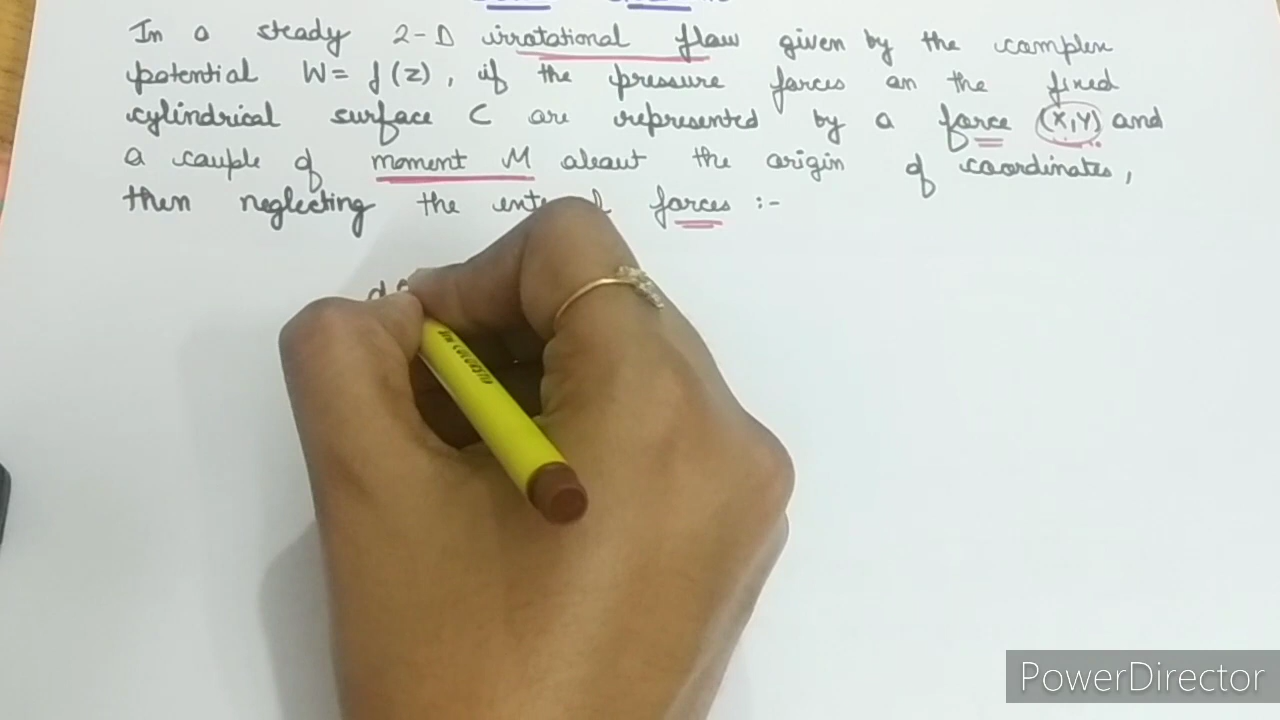 In a steady 2-D irrotational flow given by the complex
potential W = f(z), if the pressure forces on the fixed
cylindrical surface C are represented by a force (X,Y) and
a couple of moment M about the origin of coordinates,
then neglecting the forces :-
PowerDirector